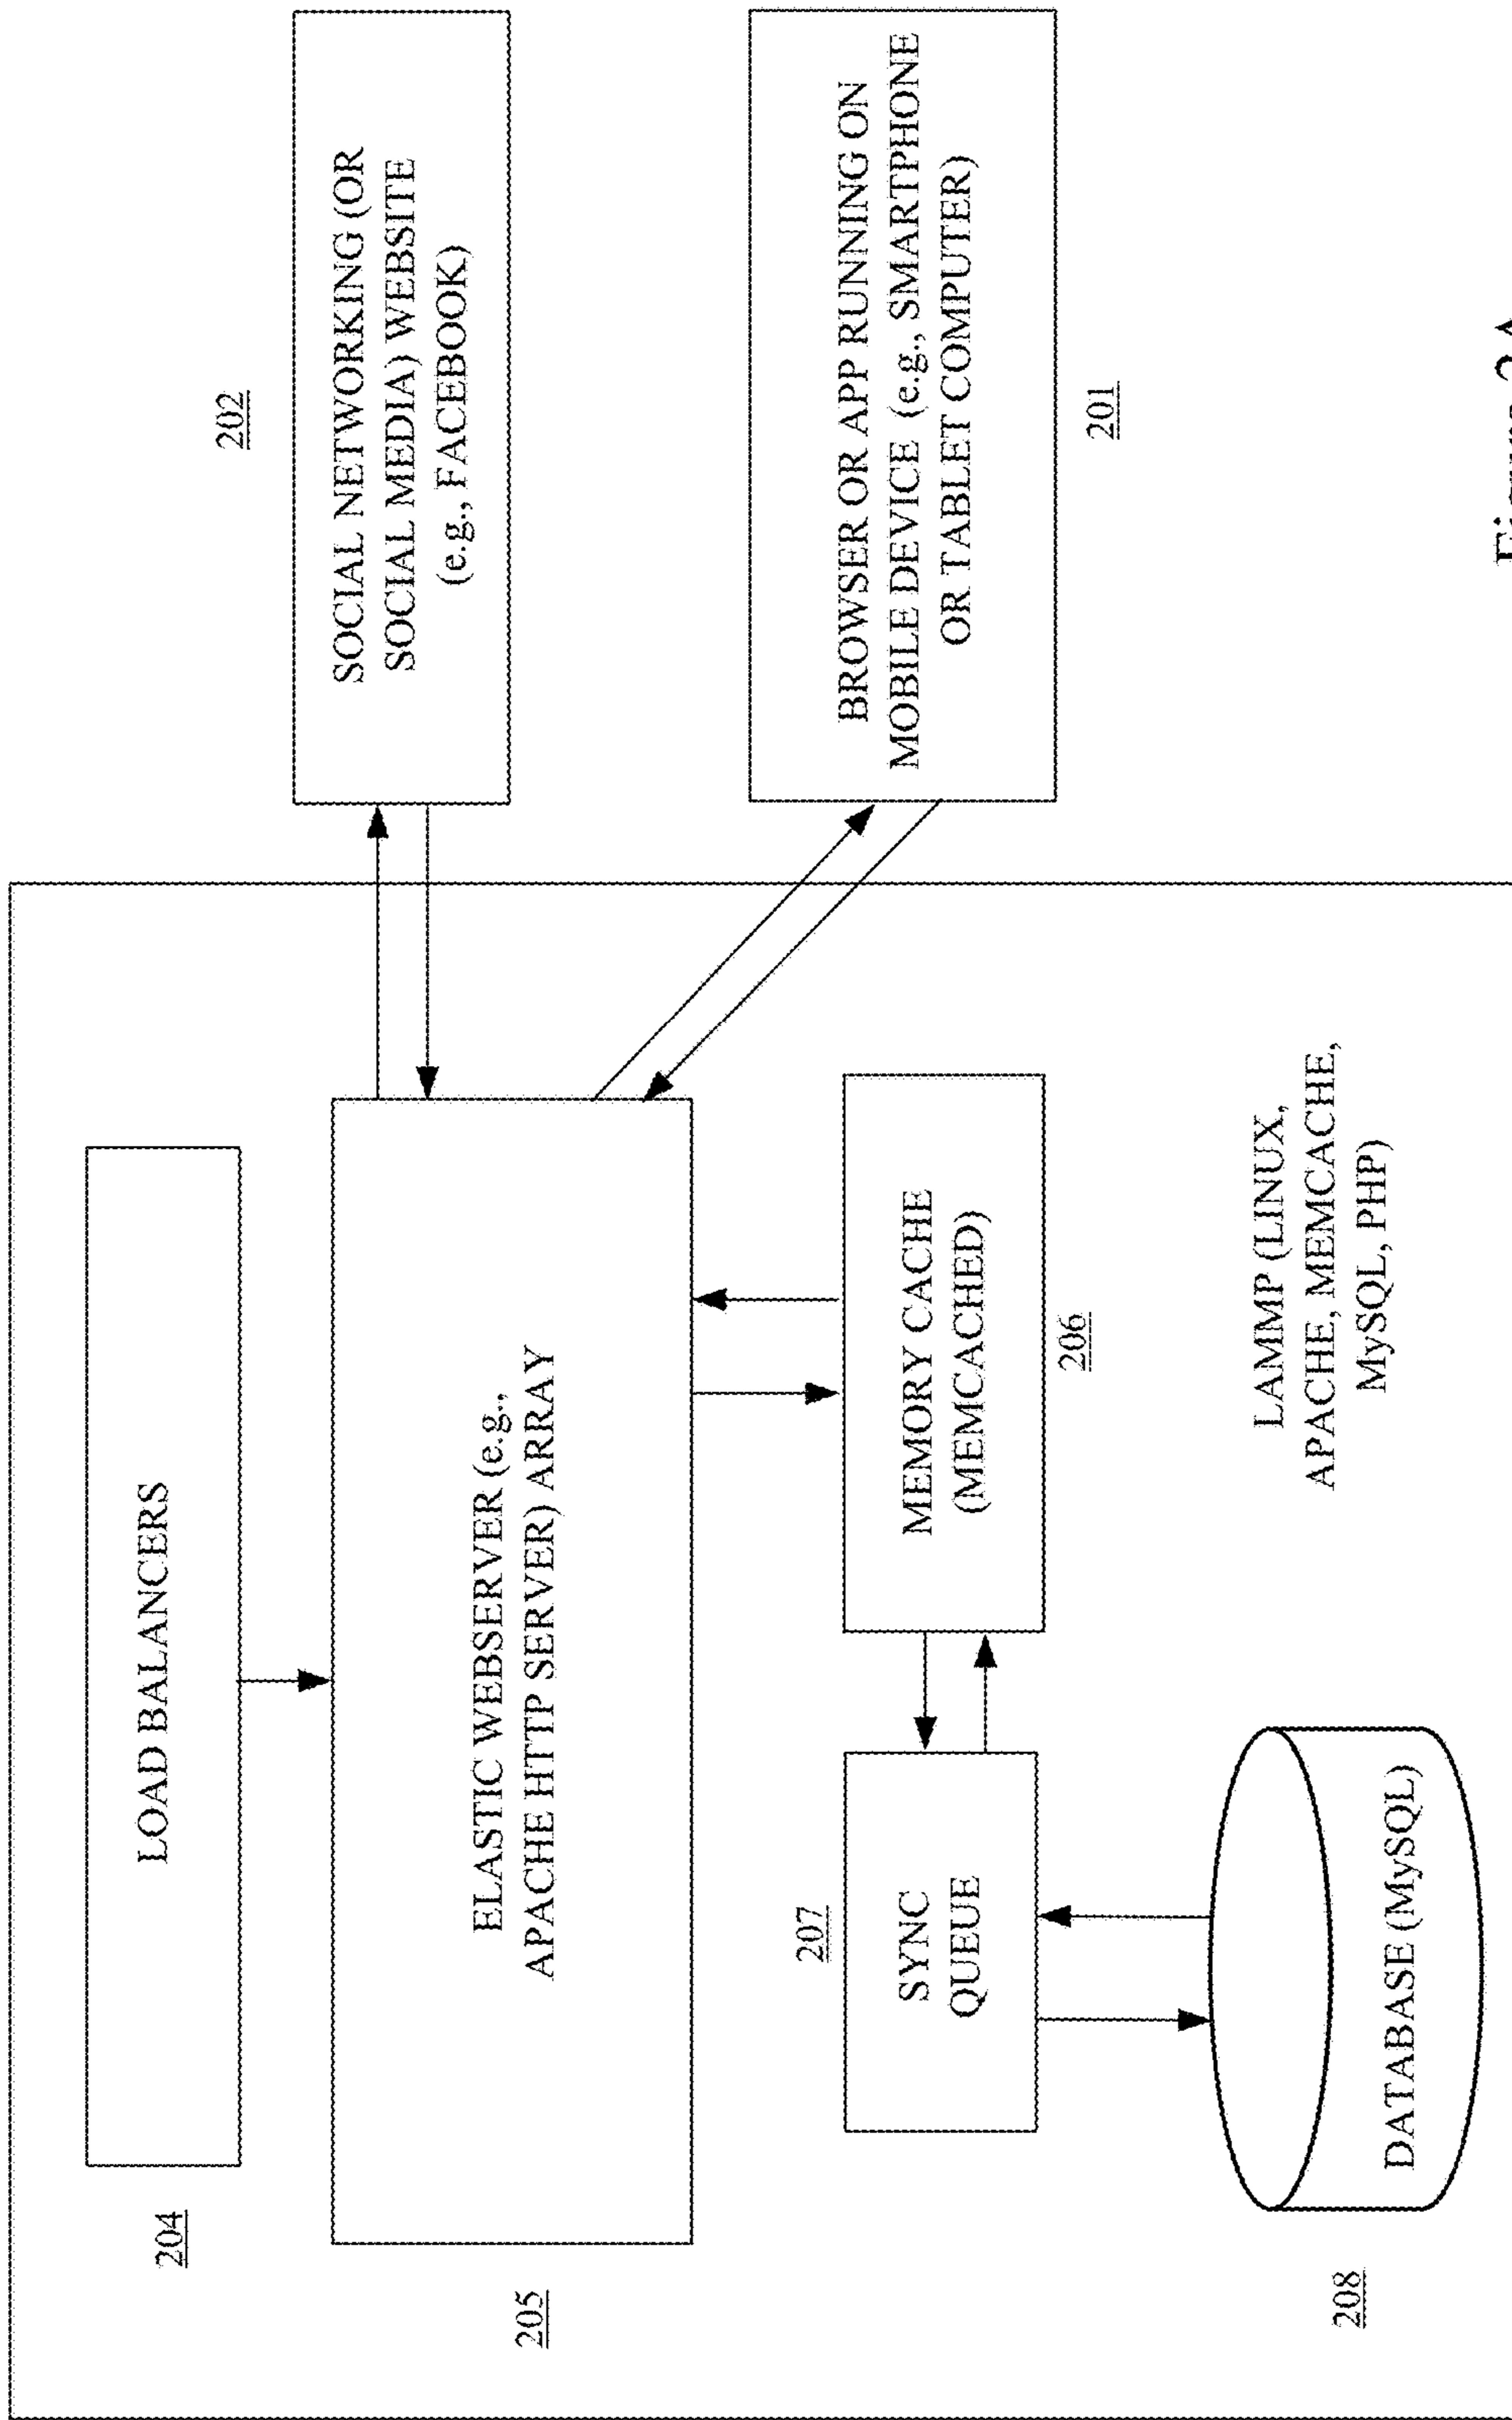 204
LOAD BALANCERS
202
SOCIAL NETWORKING (OR
SOCIAL MEDIA) WEBSITE
(e.g., FACEBOOK)
205
ELASTIC WEBSERVER (e.g.,
APACHE HTTP SERVER) ARRAY
BROWSER OR APP RUNNING ON
MOBILE DEVICE (e.g., SMARTPHONE
OR TABLET COMPUTER)
201
207
SYNC
QUEUE
MEMORY CACHE
(MEMCACHED)
206
208
DATABASE (MySQL)
LAMMP (LINUX,
APACHE, MEMCACHE,
MySQL, PHP)